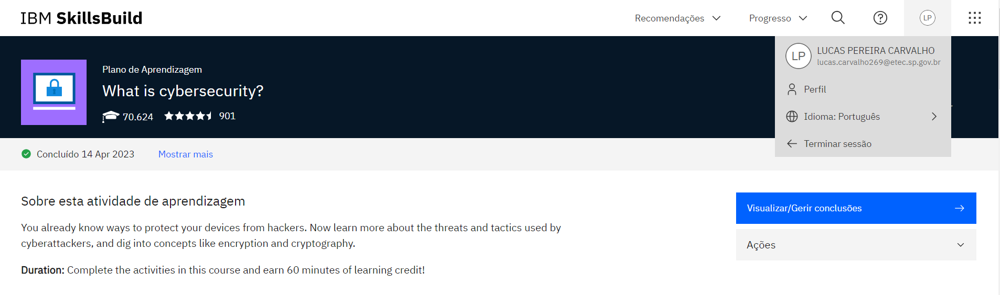 IBM SkillsBuild
Recomendações
Progresso
LP
LP
LUCAS PEREIRA CARVALHO
lucas.carvalho269@etec.sp.gov.br
Perfil
Idioma: Português
Terminar sessão
Plano de Aprendizagem
What is cybersecurity?
70.624
901
Concluído 14 Apr 2023
Mostrar mais
Sobre esta atividade de aprendizagem
You already know ways to protect your devices from hackers. Now learn more about the threats and tactics used by
cyberattackers, and dig into concepts like encryption and cryptography.
Duration: Complete the activities in this course and earn 60 minutes of learning credit!
Visualizar/Gerir conclusões
Ações